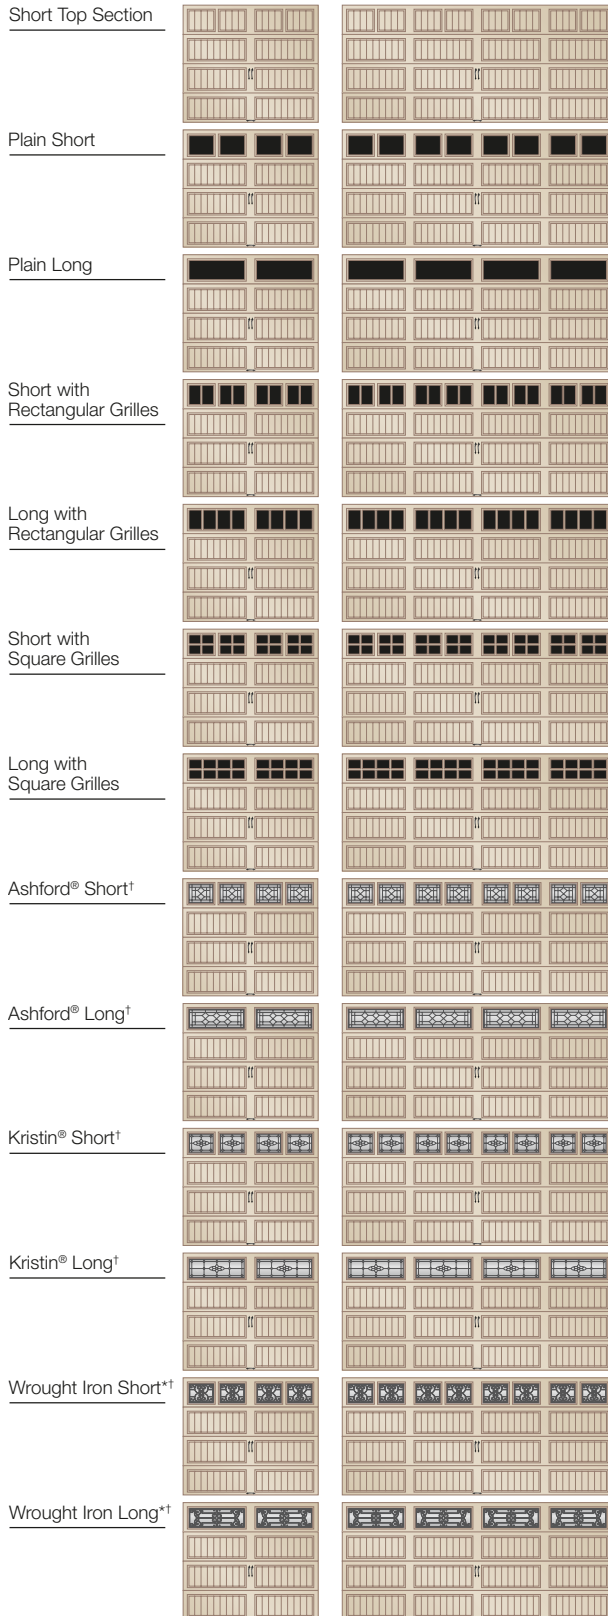 Short Top Section
Plain Short
Plain Long
Short with
Rectangular Grilles
Long with
Rectangular Grilles
Short with
Square Grilles
Long with
Square Grilles
Ashford® Short†
Ashford® Long†
Kristin® Short†
Kristin® Long†
Wrought Iron Short*†
Wrought Iron Long*†